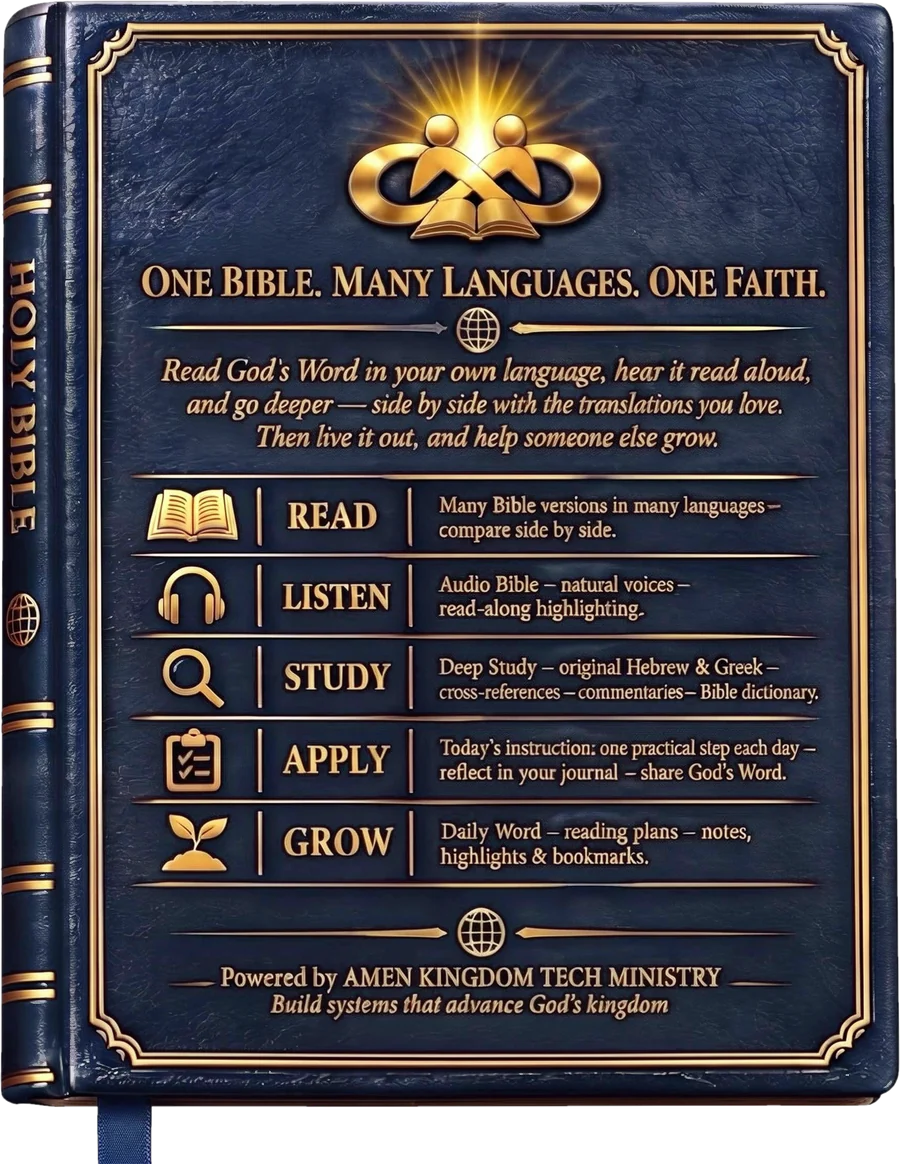 HOLY BIBLE
ONE BIBLE. MANY LANGUAGES. ONE FAITH.
Read God's Word in your own language, hear it read aloud,
and go deeper — side by side with the translations you love.
Then live it out, and help someone else grow.
READ
Many Bible versions in many languages –
compare side by side.
LISTEN
Audio Bible – natural voices –
read-along highlighting.
STUDY
Deep Study – original Hebrew & Greek –
cross-references – commentaries – Bible dictionary.
APPLY
Today's instruction: one practical step each day –
reflect in your journal – share God's Word.
GROW
Daily Word – reading plans – notes,
highlights & bookmarks.
Powered by AMEN KINGDOM TECH MINISTRY
Build systems that advance God's kingdom